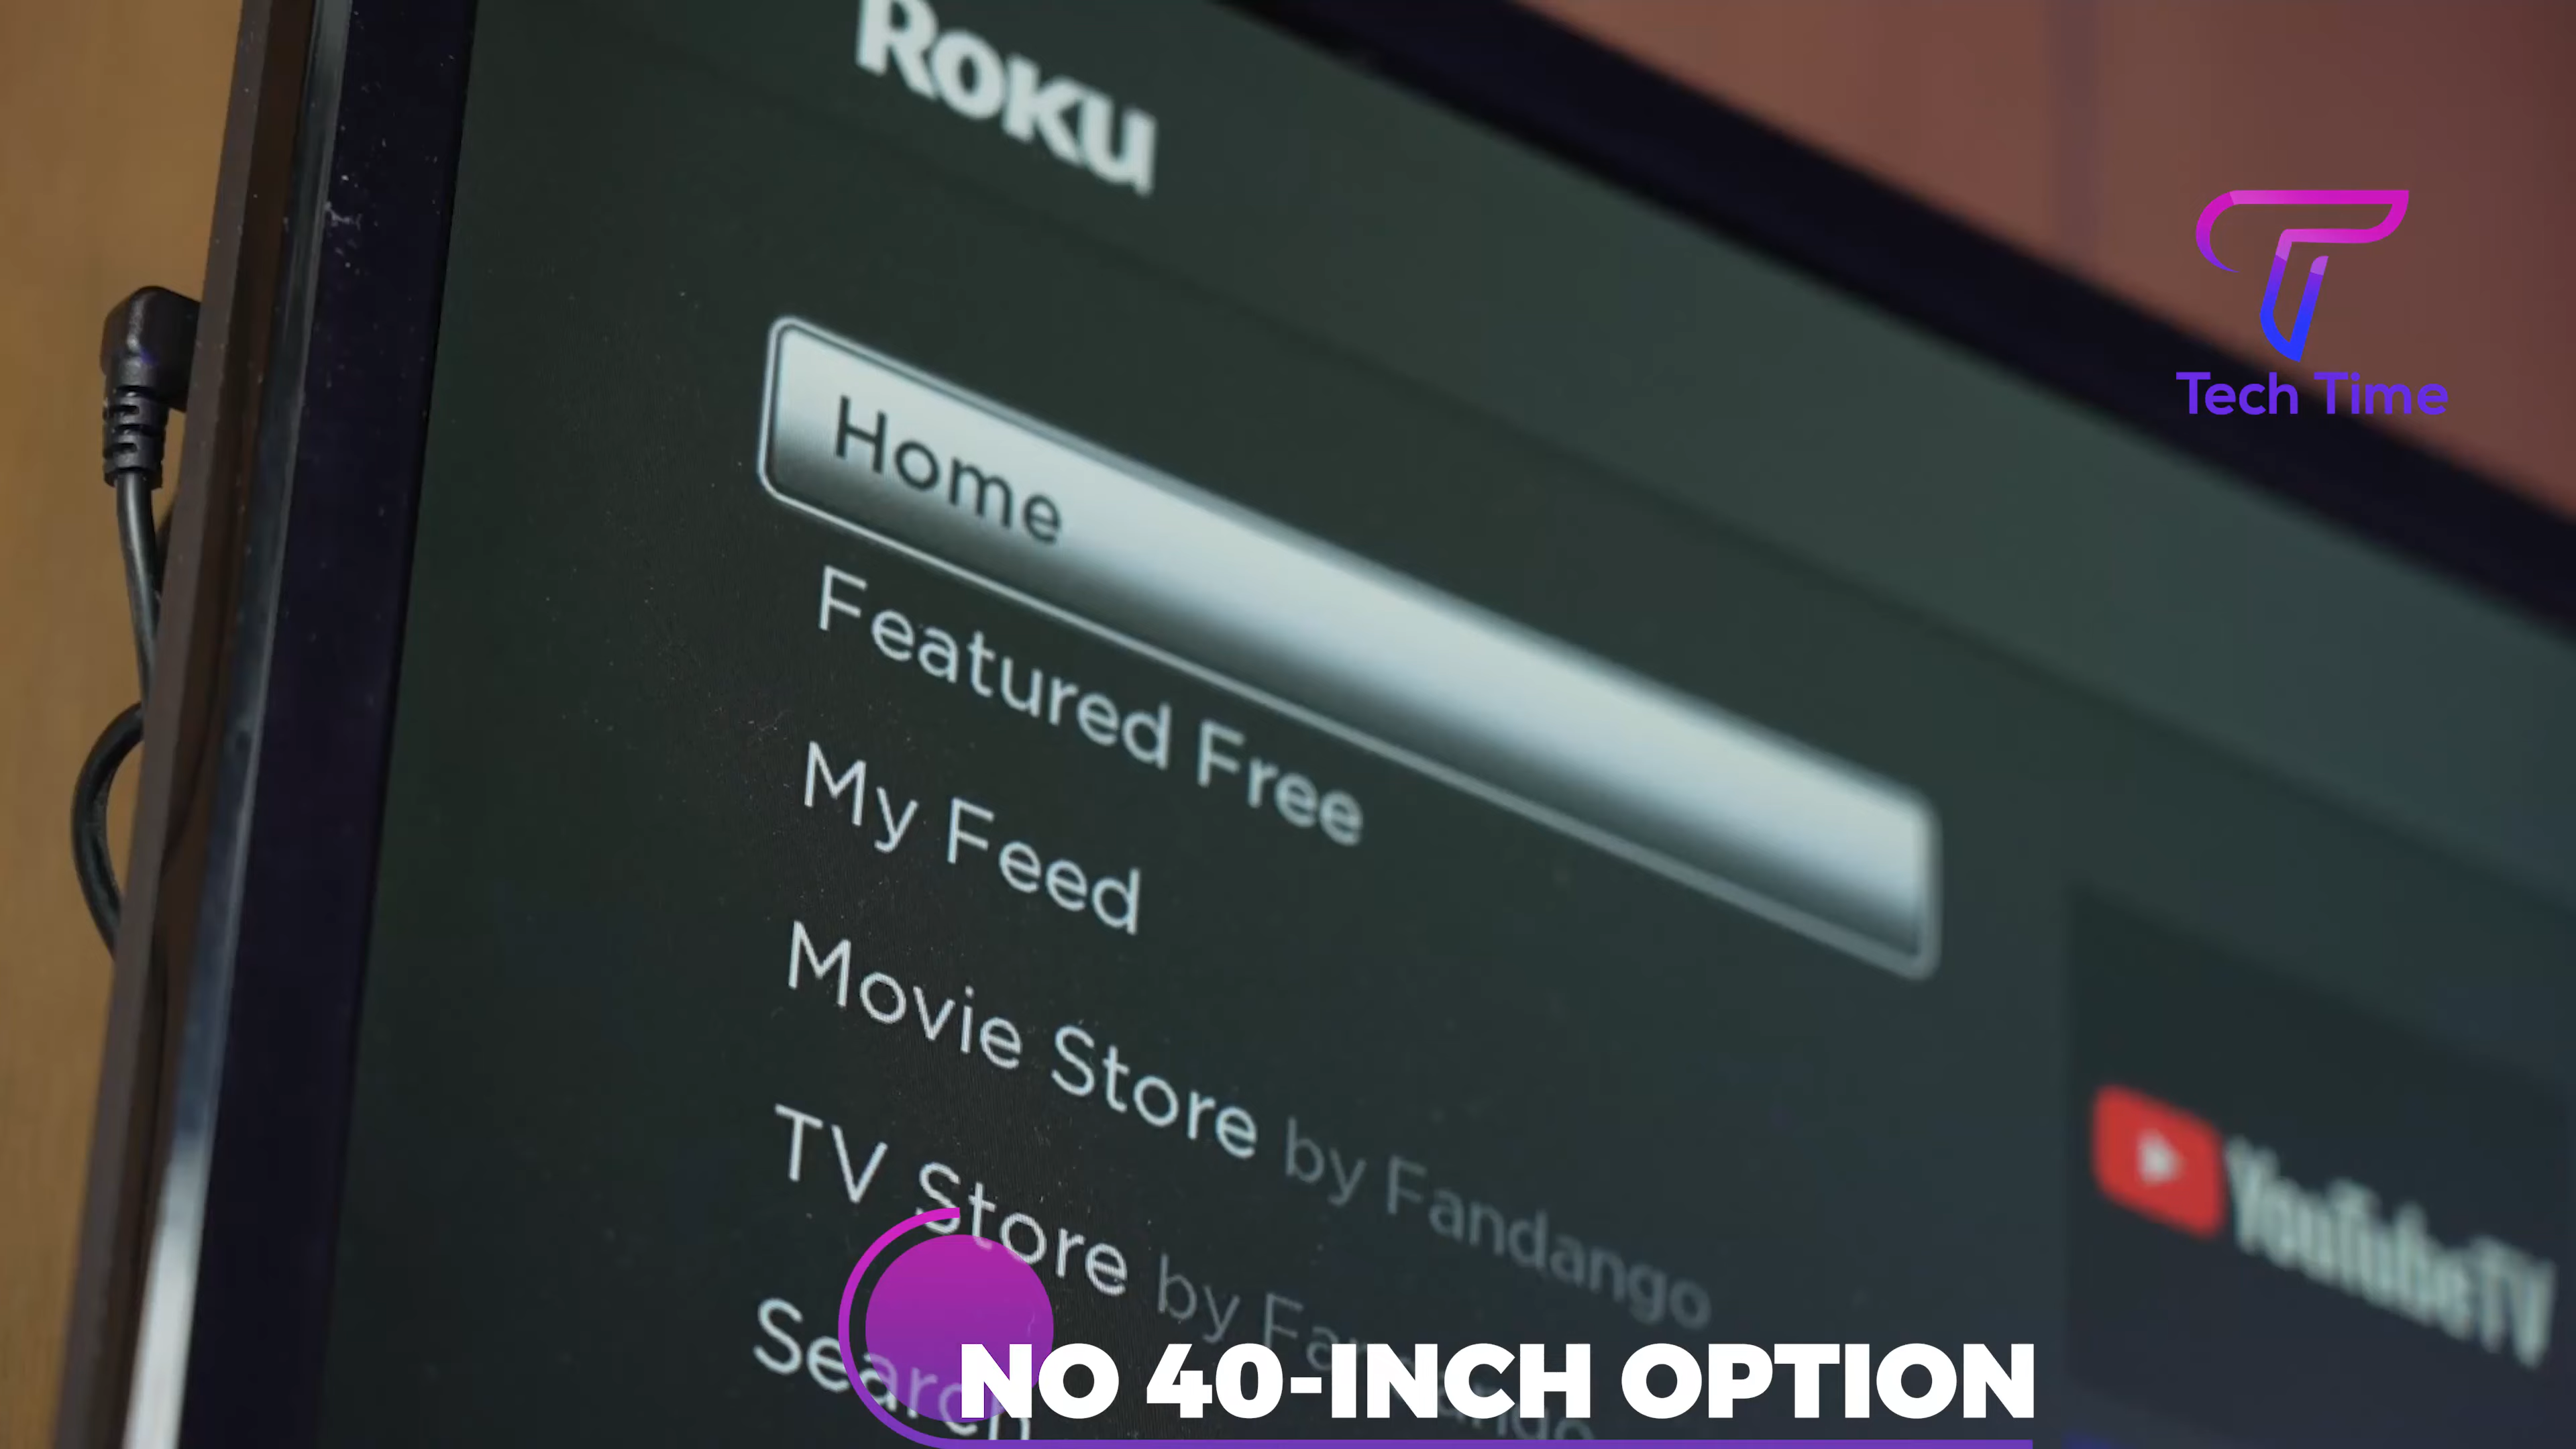 Roku
Tech Time
Home
Featured Free
My Feed
Movie Store by Fandango
TV Store by Fandango
Search
YouTubeTV
NO 40-INCH OPTION